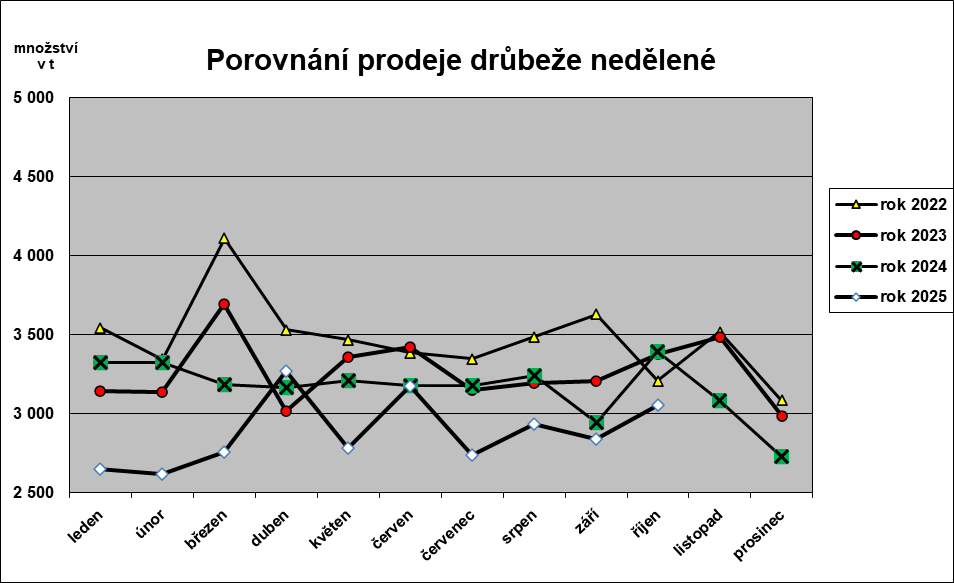 množství
v t
Porovnání prodeje drůbeže nedělené
5 000
4 500
4 000
3 500
3 000
2 500
leden
únor
březen
duben
květen
červen
červenec
srpen
září
říjen
listopad
prosinec
rok 2022
rok 2023
rok 2024
rok 2025